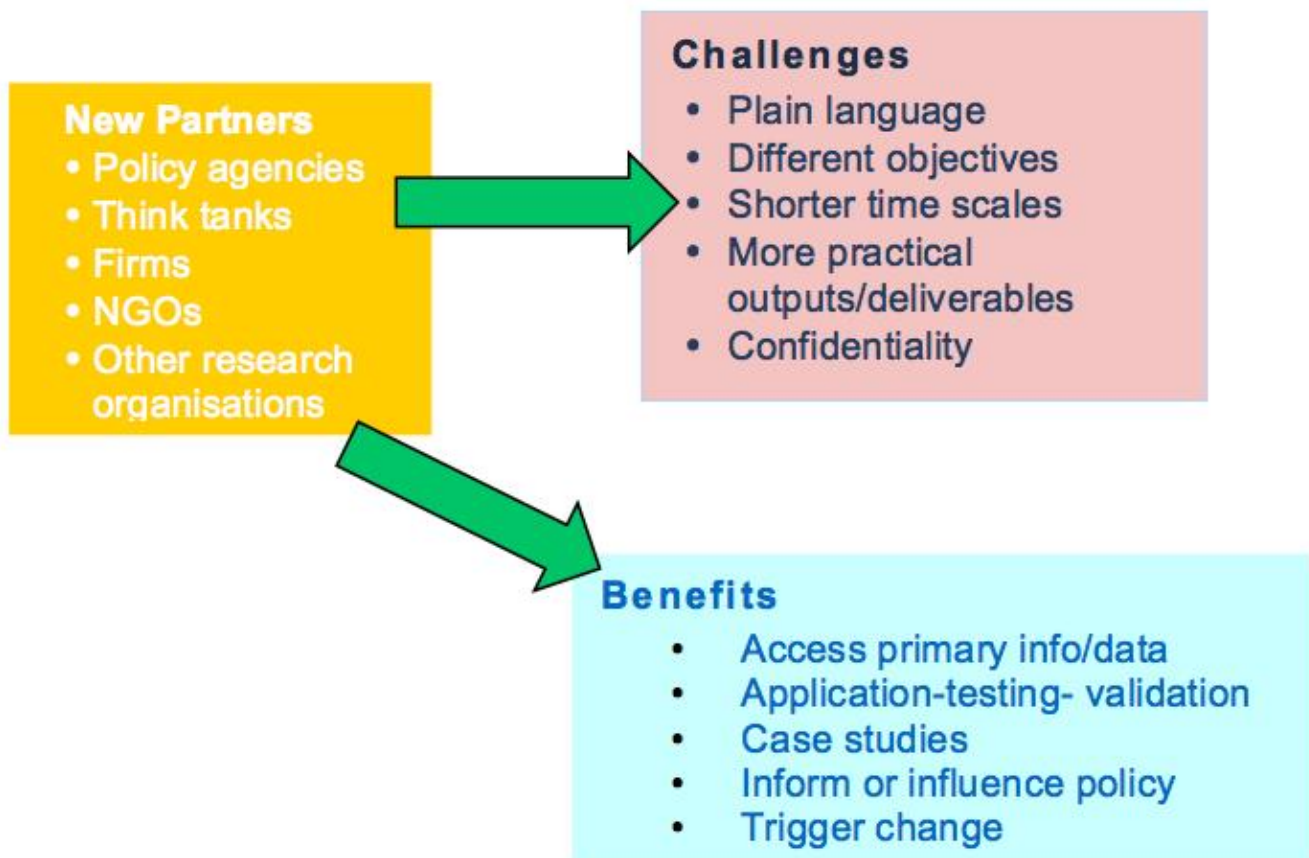 New Partners
• Policy agencies
• Think tanks
• Firms
• NGOs
• Other research
organisations
Challenges
• Plain language
• Different objectives
• Shorter time scales
• More practical
outputs/deliverables
• Confidentiality
Benefits
• Access primary info/data
• Application-testing- validation
• Case studies
• Inform or influence policy
• Trigger change